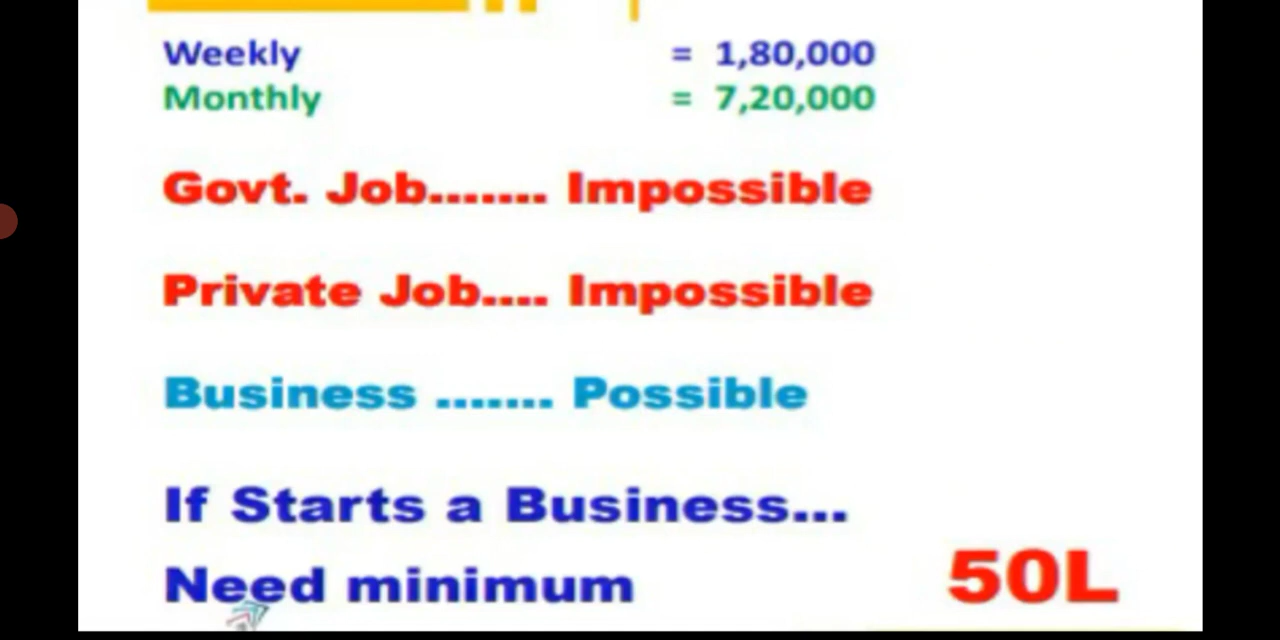 Weekly = 1,80,000
Monthly = 7,20,000
Govt. Job....... Impossible
Private Job.... Impossible
Business ....... Possible
If Starts a Business...
Need minimum 50L